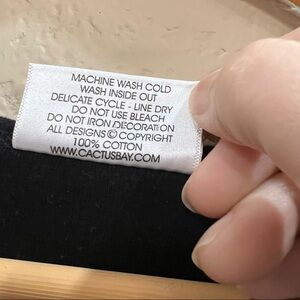 MACHINE WASH COLD
WASH INSIDE OUT
DELICATE CYCLE - LINE DRY
DO NOT USE BLEACH
DO NOT IRON DECORATION
ALL DESIGNS © COPYRIGHT
100% COTTON
WWW.CACTUSBAY.COM